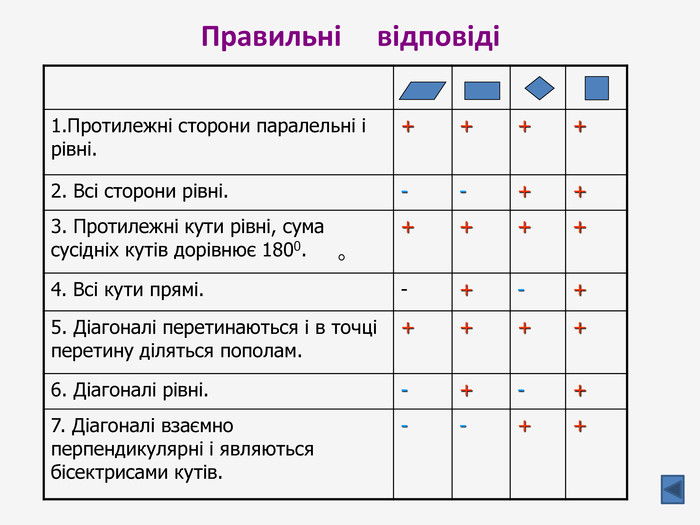 Правильні відповіді
1.Протилежні сторони паралельні і
рівні.
+ + + +
2. Всі сторони рівні.
- - + +
3. Протилежні кути рівні, сума
сусідніх кутів дорівнює 180⁰.
+ + + +
4. Всі кути прямі.
- + - +
5. Діагоналі перетинаються і в точці
перетину діляться пополам.
+ + + +
6. Діагоналі рівні.
- + - +
7. Діагоналі взаємно
перпендикулярні і являються
бісектрисами кутів.
- - + +